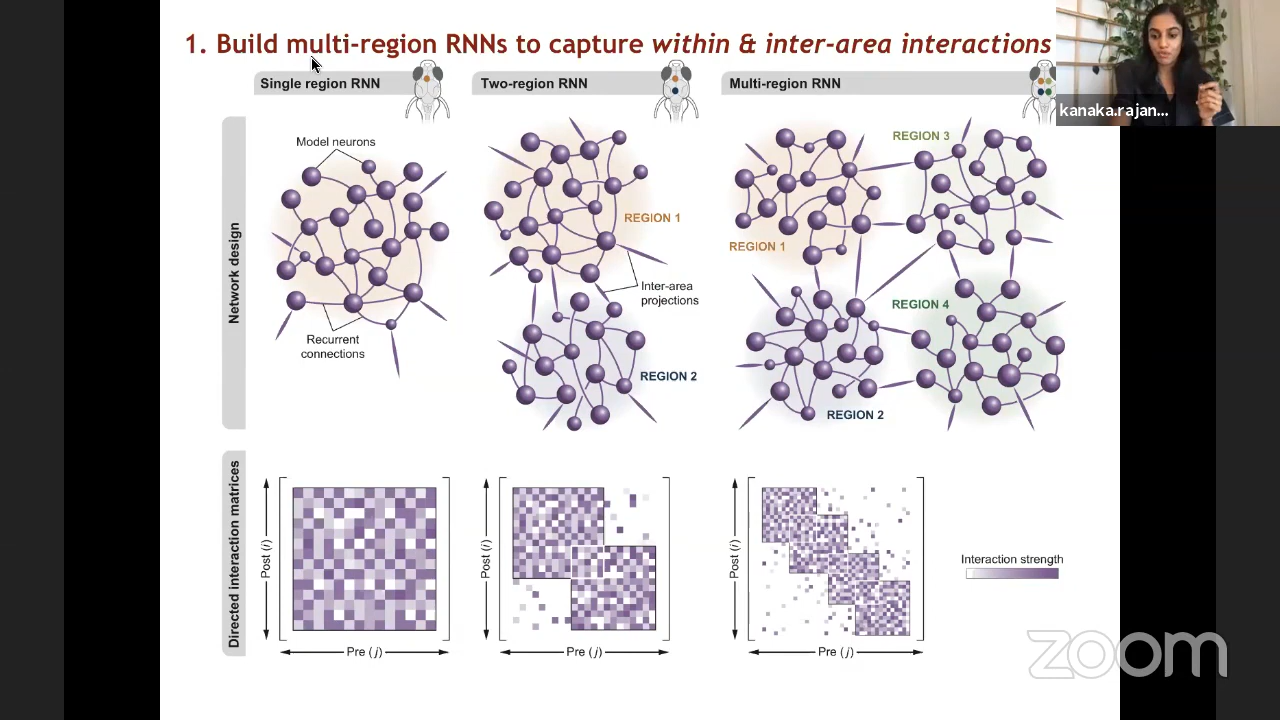 1. Build multi-region RNNs to capture within & inter-area interactions
kanaka.rajan...
Single region RNN
Two-region RNN
Multi-region RNN
Network design
Model neurons
Recurrent
connections
REGION 1
Inter-area
projections
REGION 2
REGION 3
REGION 1
REGION 4
REGION 2
Directed interaction matrices
Post (i)
Pre (j)
Post (i)
Pre (j)
Post (i)
Pre (j)
Interaction strength
zoom